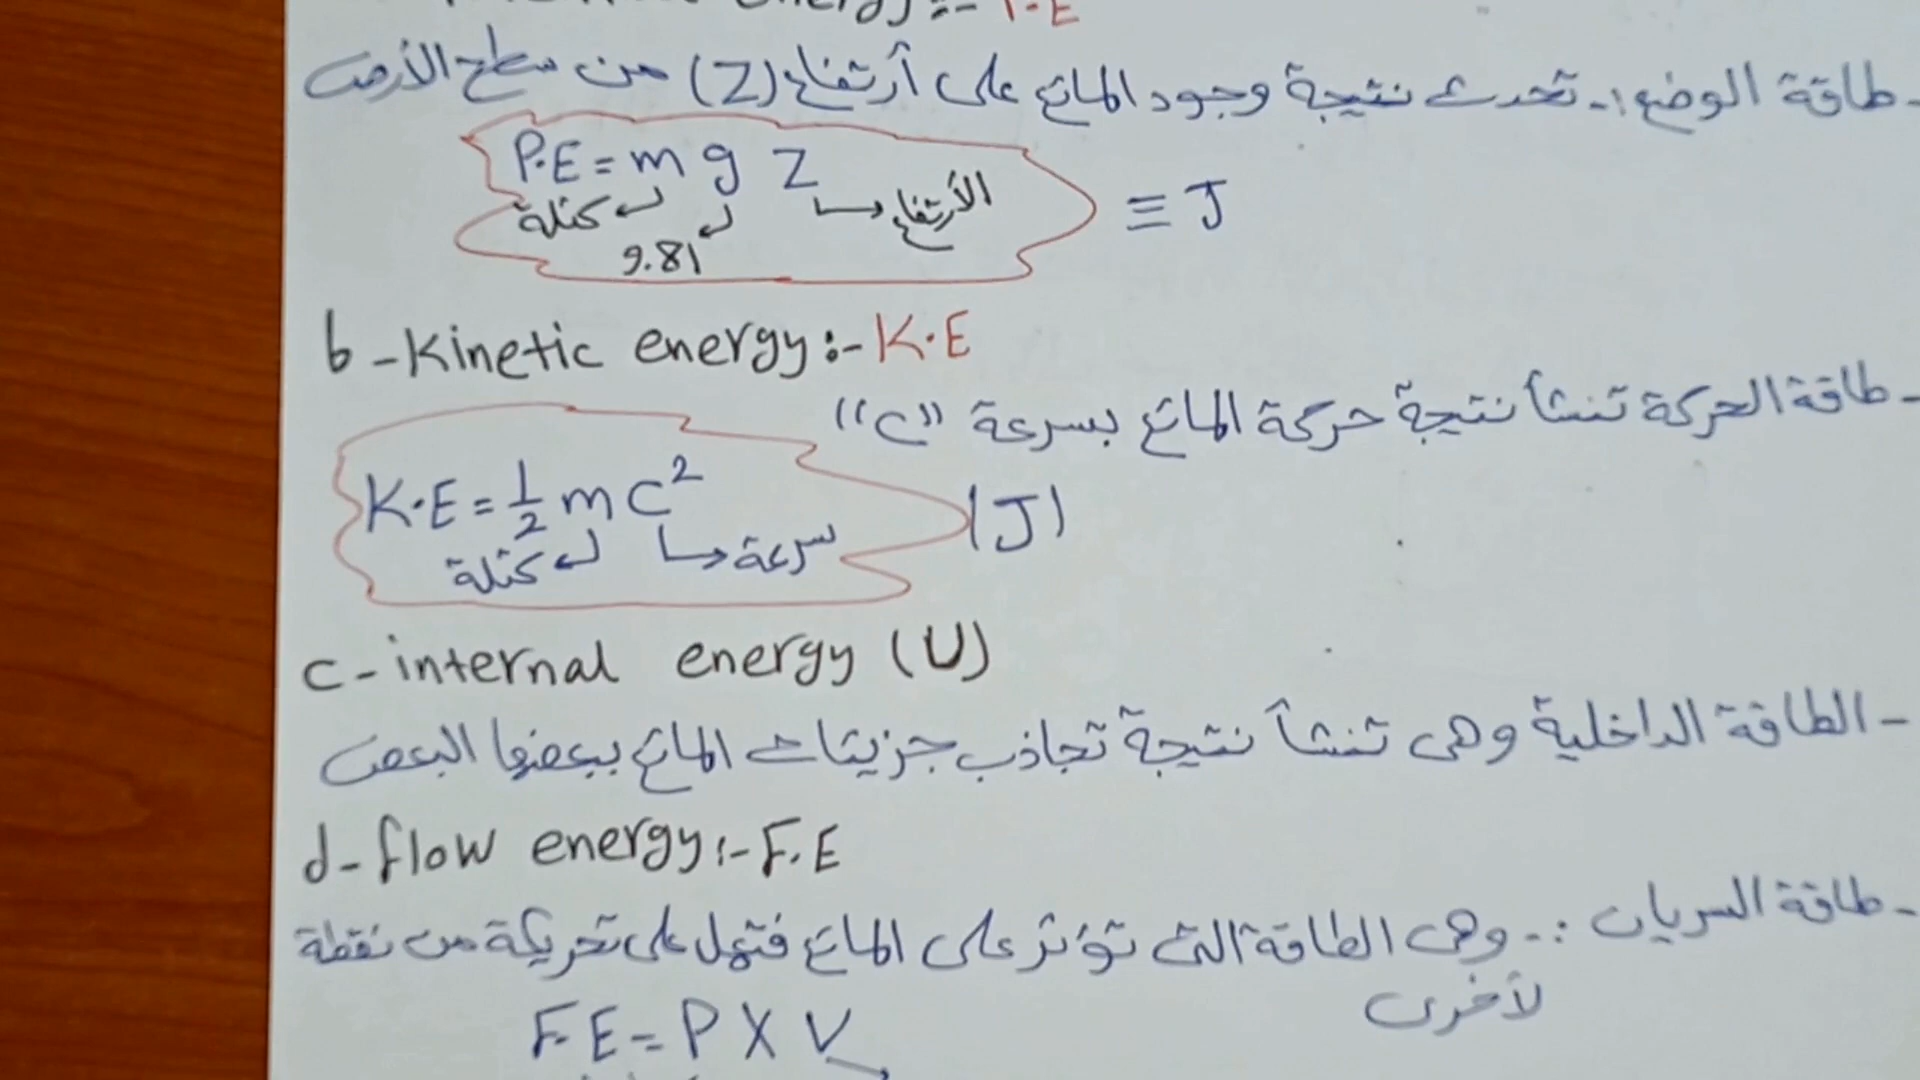 energy :- P.E
- طاقة الوضع :- تحدث نتيجة وجود المائع على أرتفاع (Z) من سطح الأرض
P.E = m g Z
≡ J
كتلة
الأرتفاع
9.81
b - Kinetic energy :- K.E
- طاقة الحركة تنشأ نتيجة حركة المائع بسرعة "C"
K.E = 1/2 m C² (J)
كتلة
سرعة
c - internal energy (U)
- الطاقة الداخلية وهى تنشأ نتيجة تجاذب جزيئات المائع ببعضها البعض
d - flow energy :- F.E
- طاقة السريان :- وهى الطاقة التى تؤثر على المائع فتعمل على تحريكة من نقطة
لأخرى
F.E = P X V